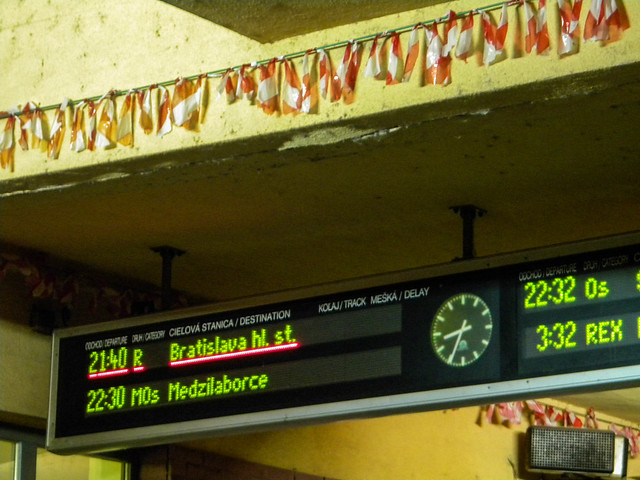 ODCHOD / DEPARTURE DRUH / CATEGORY CIEĽOVÁ STANICA / DESTINATION KOĽAJ / TRACK MEŠKÁ / DELAY
21:40 R Bratislava hl. st.
22:30 MOs Medzilaborce
ODCHOD / DEPARTURE DRUH / CATEGORY
22:32 Os
3:32 REX